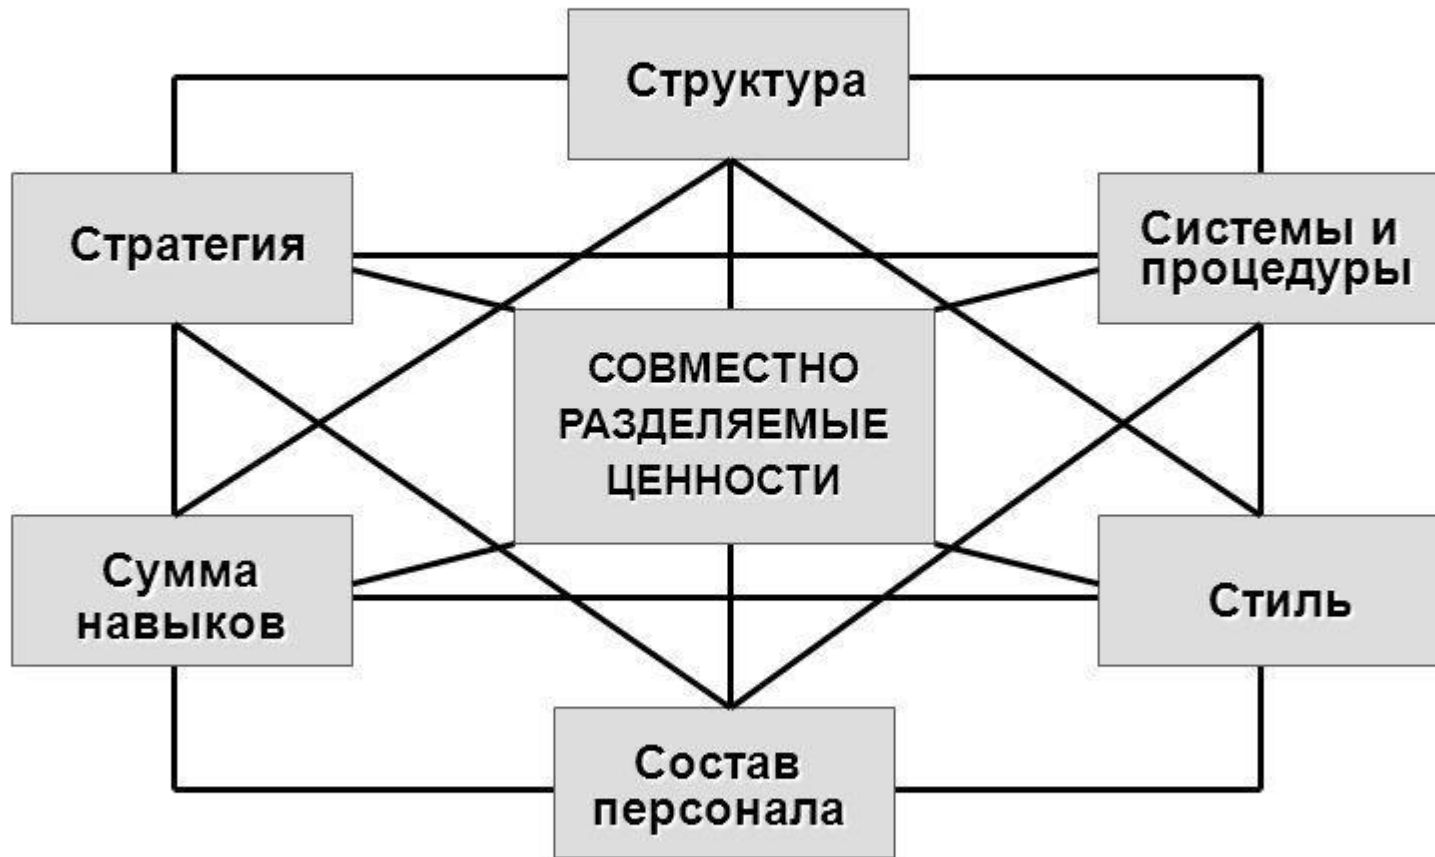 Структура
Стратегия
Системы и
процедуры
СОВМЕСТНО
РАЗДЕЛЯЕМЫЕ
ЦЕННОСТИ
Сумма
навыков
Стиль
Состав
персонала